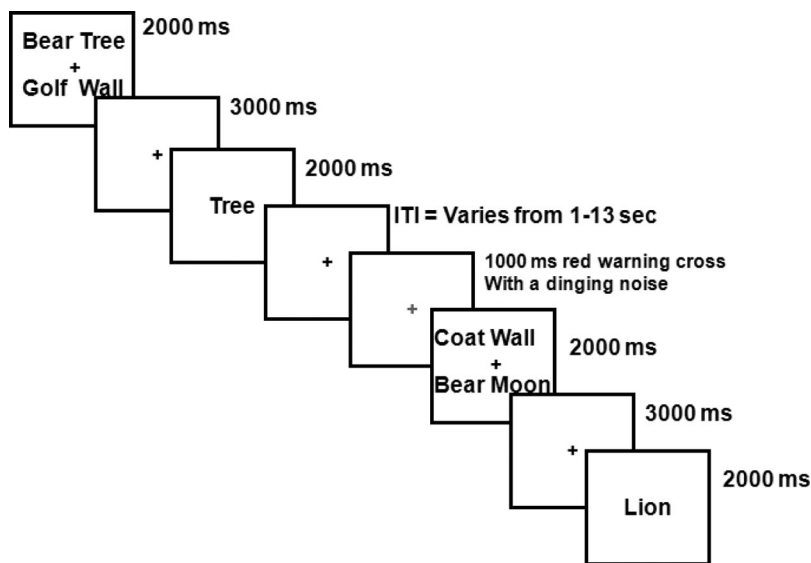 Bear Tree
+
Golf Wall
2000 ms
+
3000 ms
Tree
2000 ms
+
ITI = Varies from 1-13 sec
+
1000 ms red warning cross
With a dinging noise
Coat Wall
+
Bear Moon
2000 ms
+
3000 ms
Lion
2000 ms